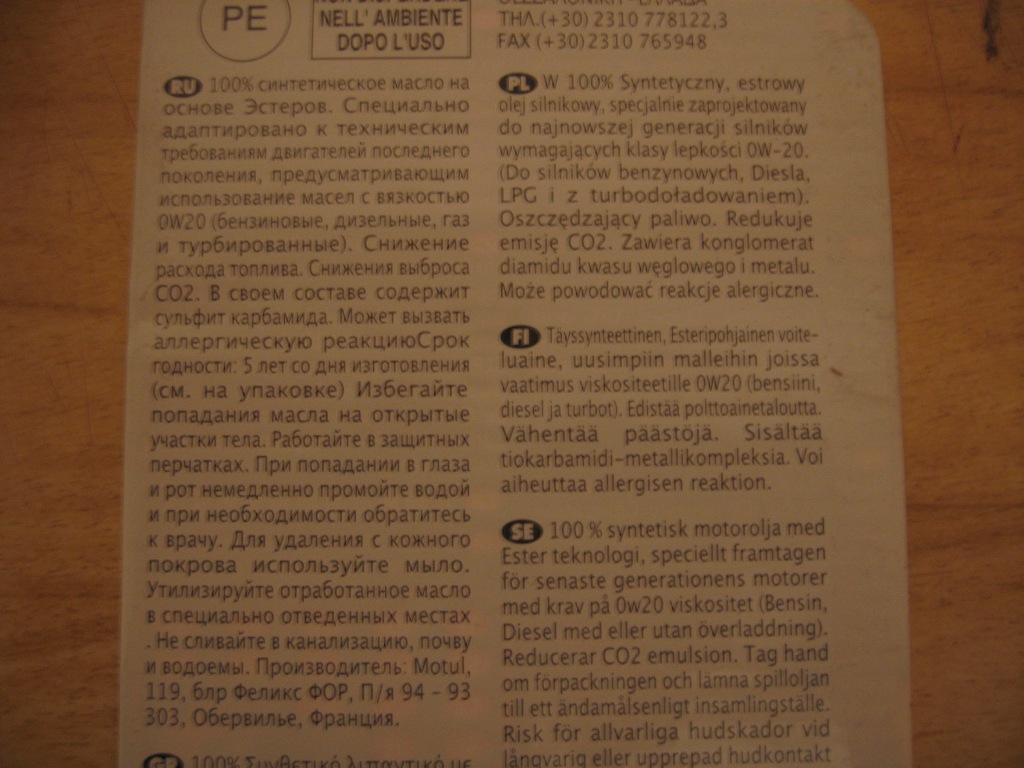 PE
NELL' AMBIENTE
DOPO L'USO
ΤΗΛ.(+30) 2310 778122,3
FAX (+30) 2310 765948
RU 100% синтетическое масло на
основе Эстеров. Специально
адаптировано к техническим
требованиям двигателей последнего
поколения, предусматривающим
использование масел с вязкостью
0W20 (бензиновые, дизельные, газ
и турбированные). Снижение
расхода топлива. Снижения выброса
CO2. В своем составе содержит
сульфит карбамида. Может вызвать
аллергическую реакциюСрок
годности: 5 лет со дня изготовления
(см. на упаковке) Избегайте
попадания масла на открытые
участки тела. Работайте в защитных
перчатках. При попадании в глаза
и рот немедленно промойте водой
и при необходимости обратитесь
к врачу. Для удаления с кожного
покрова используйте мыло.
Утилизируйте отработанное масло
в специально отведенных местах
. Не сливайте в канализацию, почву
и водоемы. Производитель: Motul,
119, блр Феликс ФОР, П/я 94 – 93
303, Обервилье, Франция.
GR 100% Συνθετικό λιπαντικό με
PL W 100% Syntetyczny, estrowy
olej silnikowy, specjalnie zaprojektowany
do najnowszej generacji silników
wymagających klasy lepkości 0W-20.
(Do silników benzynowych, Diesla,
LPG i z turbodoładowaniem).
Oszczędzający paliwo. Redukuje
emisję CO2. Zawiera konglomerat
diamidu kwasu węglowego i metalu.
Może powodować reakcje alergiczne.
FI Täyssynteettinen, Esteripohjainen voite-
luaine, uusimpiin malleihin joissa
vaatimus viskositeetille 0W20 (bensiini,
diesel ja turbot). Edistää polttoainetaloutta.
Vähentää päästöjä. Sisältää
tiokarbamidi-metallikompleksia. Voi
aiheuttaa allergisen reaktion.
SE 100 % syntetisk motorolja med
Ester teknologi, speciellt framtagen
för senaste generationens motorer
med krav på 0w20 viskositet (Bensin,
Diesel med eller utan överladdning).
Reducerar CO2 emulsion. Tag hand
om förpackningen och lämna spilloljan
till ett ändamålsenligt insamlingställe.
Risk för allvarliga hudskador vid
långvarig eller upprepad hudkontakt